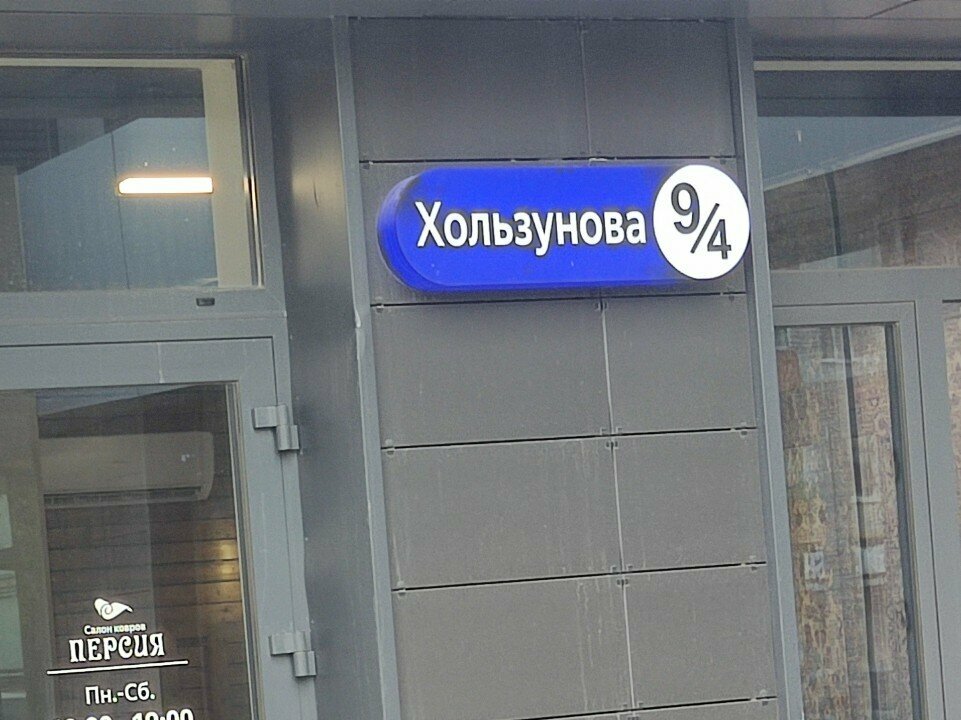 Хользунова 9/4
Салон ковров
ПЕРСИЯ
Пн.-Сб.